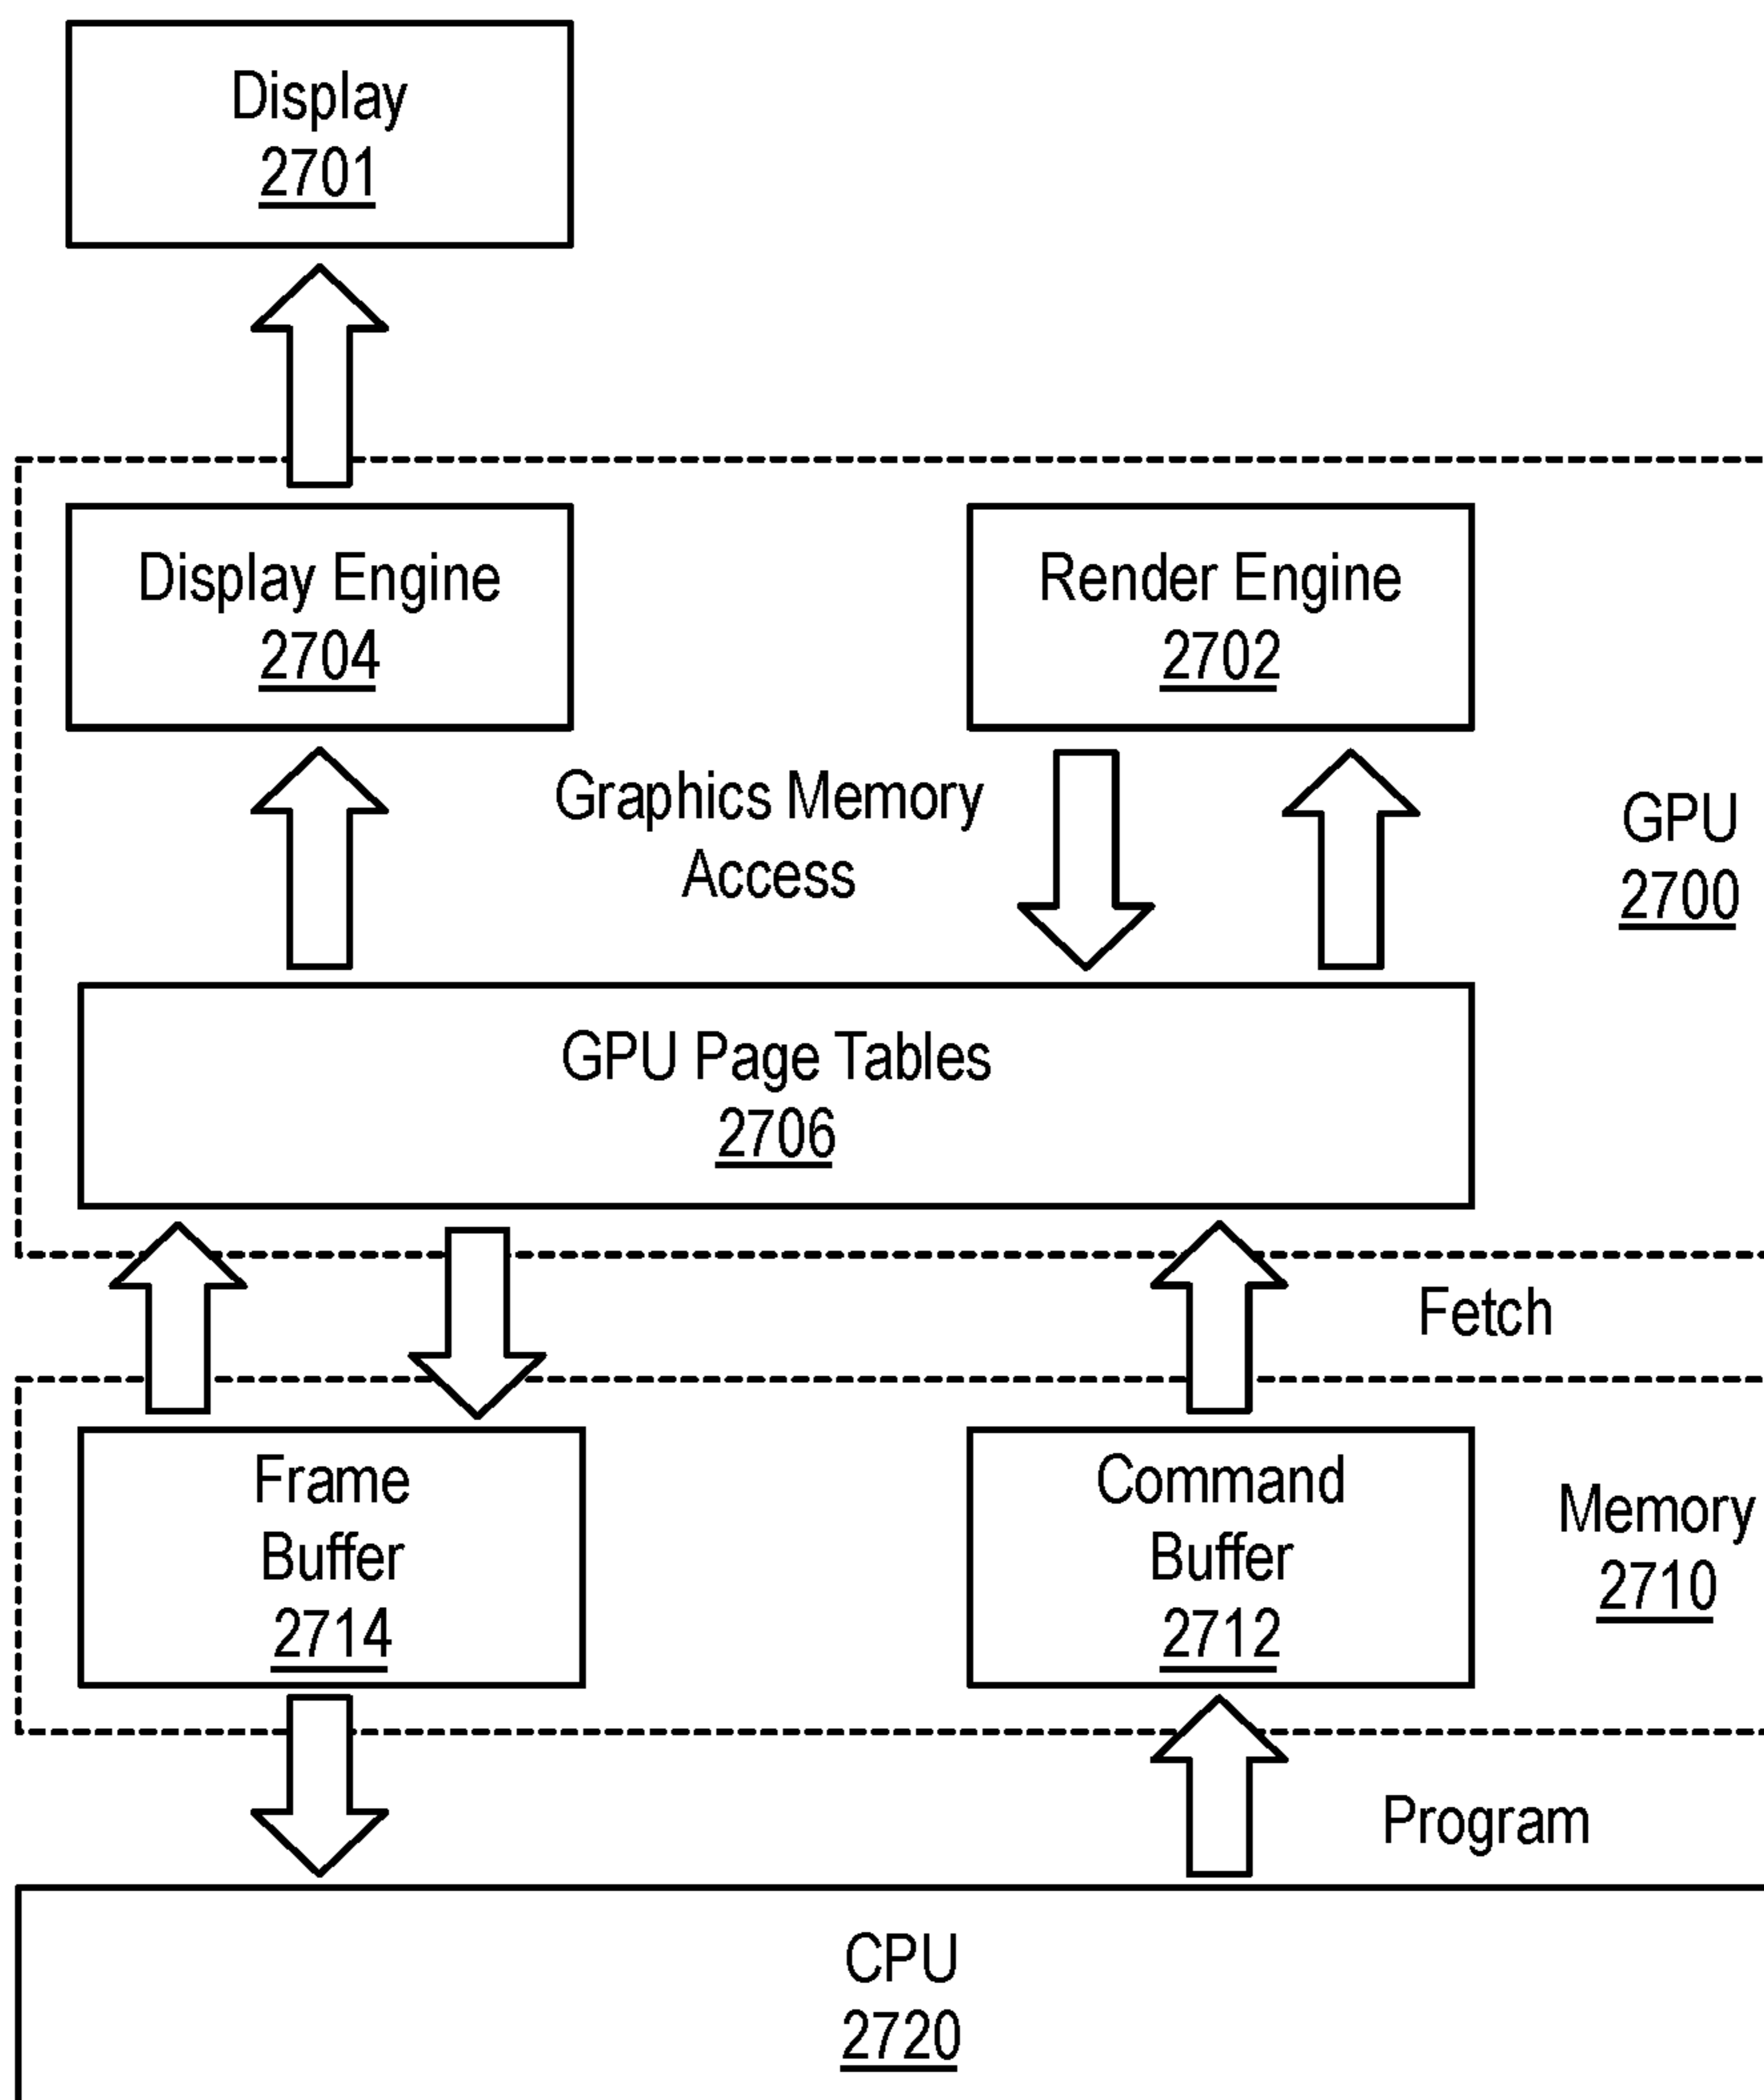 Display
2701
Display Engine
2704
Render Engine
2702
Graphics Memory
Access
GPU
2700
GPU Page Tables
2706
Fetch
Frame
Buffer
2714
Command
Buffer
2712
Memory
2710
Program
CPU
2720